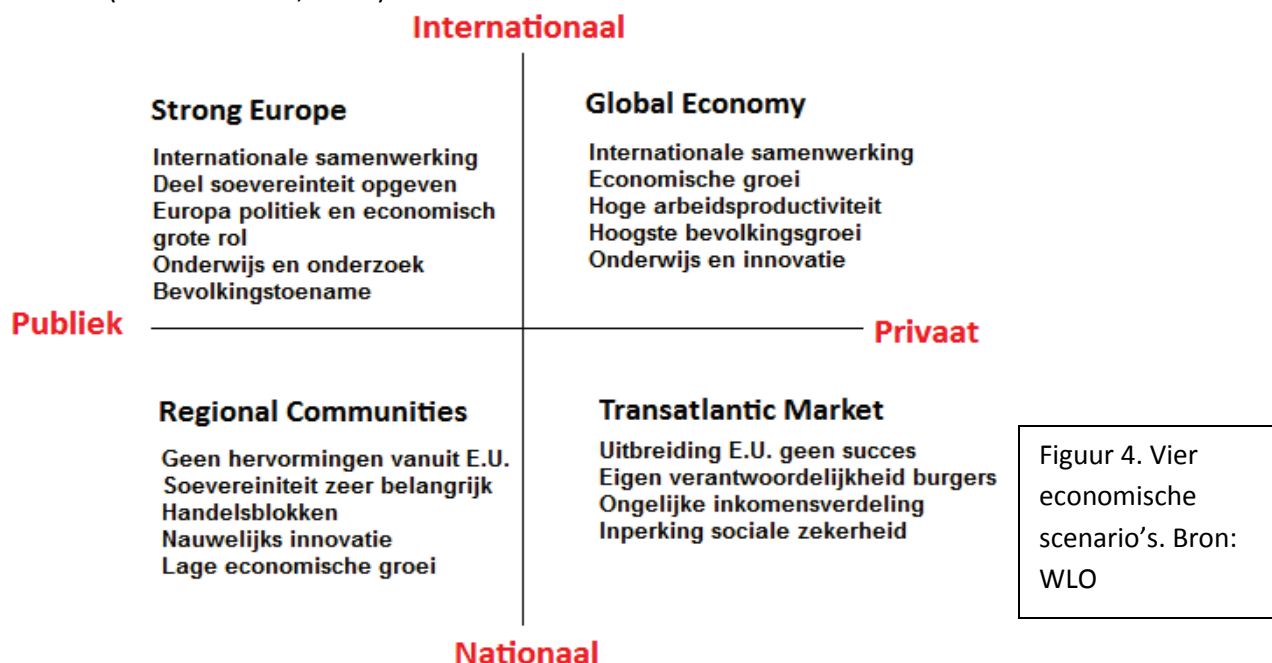 Internationaal
Strong Europe
Internationale samenwerking
Deel soevereinteit opgeven
Europa politiek en economisch
grote rol
Onderwijs en onderzoek
Bevolkingstoename
Global Economy
Internationale samenwerking
Economische groei
Hoge arbeidsproductiviteit
Hoogste bevolkingsgroei
Onderwijs en innovatie
Publiek
Privaat
Regional Communities
Geen hervormingen vanuit E.U.
Soevereiniteit zeer belangrijk
Handelsblokken
Nauwelijks innovatie
Lage economische groei
Transatlantic Market
Uitbreiding E.U. geen succes
Eigen verantwoordelijkheid burgers
Ongelijke inkomensverdeling
Inperking sociale zekerheid
Figuur 4. Vier
economische
scenario's. Bron:
WLO
Nationaal